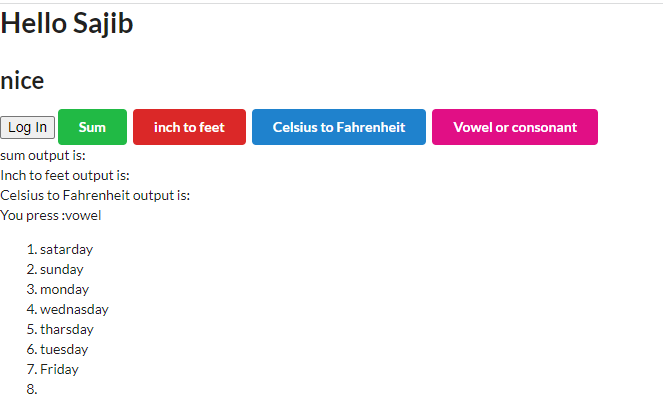 Hello Sajib
nice
Log In Sum inch to feet Celsius to Fahrenheit Vowel or consonant
sum output is:
Inch to feet output is:
Celsius to Fahrenheit output is:
You press :vowel
1. satarday
2. sunday
3. monday
4. wednasday
5. tharsday
6. tuesday
7. Friday
8.